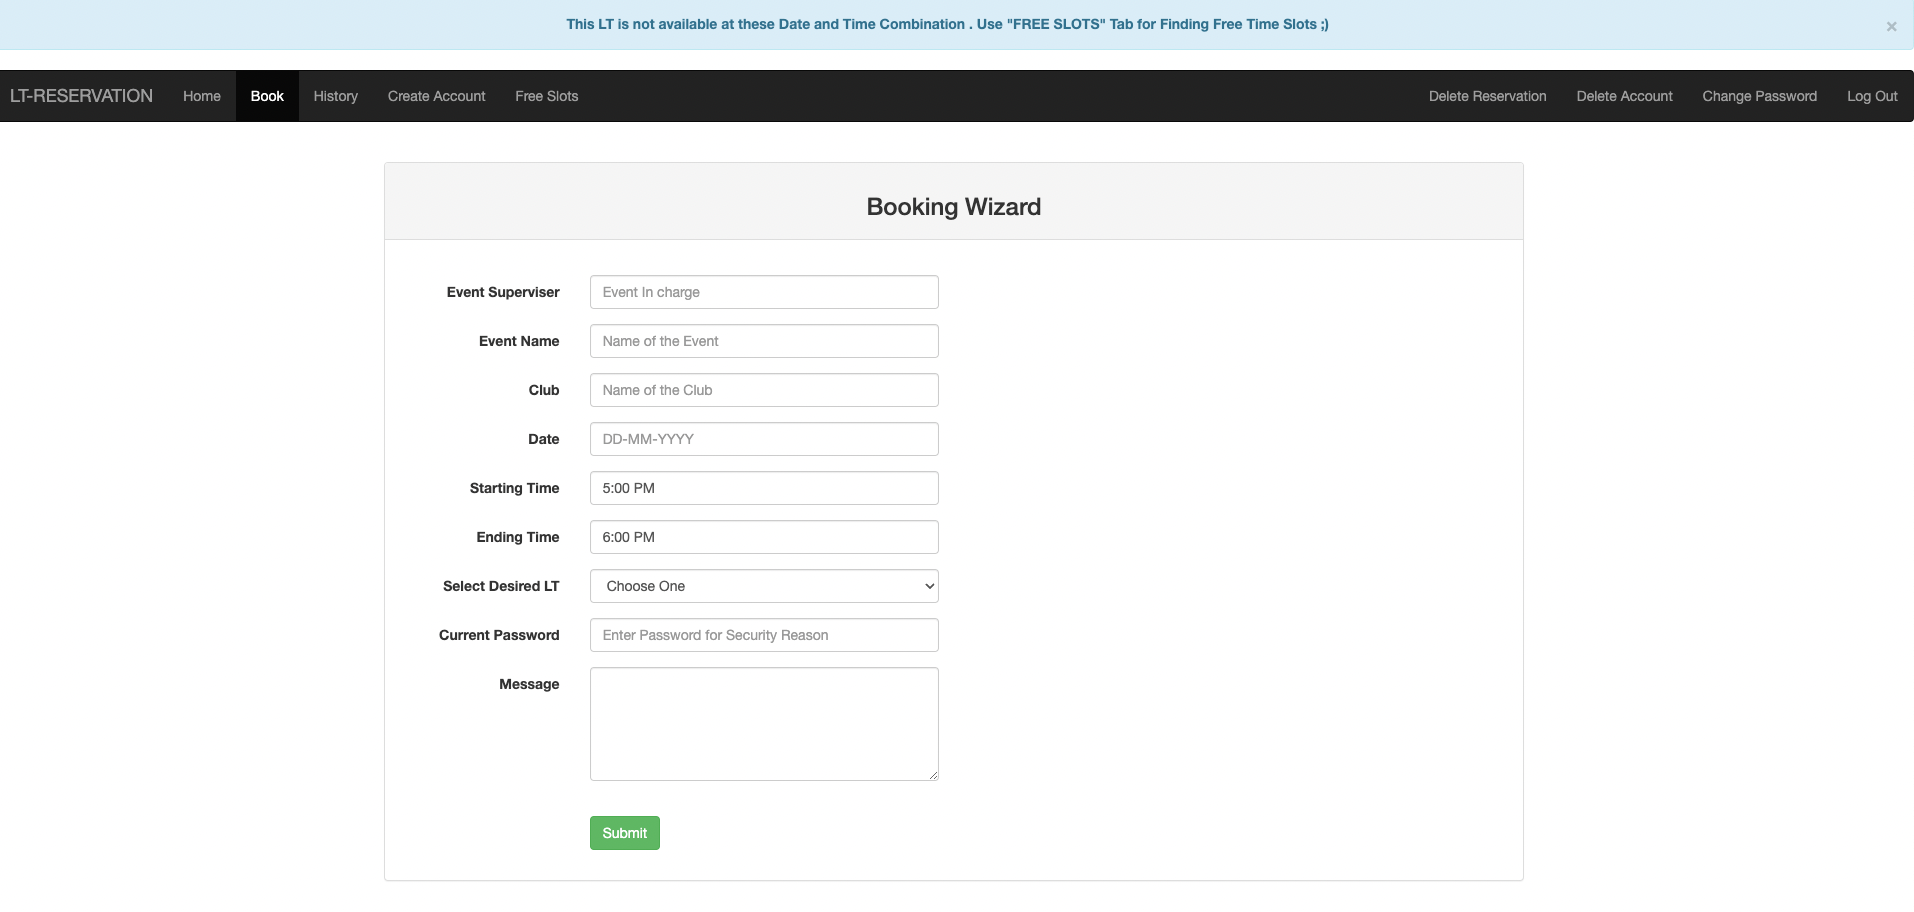 This LT is not available at these Date and Time Combination . Use "FREE SLOTS" Tab for Finding Free Time Slots ;)
×
LT-RESERVATION Home Book History Create Account Free Slots Delete Reservation Delete Account Change Password Log Out
Booking Wizard
Event Superviser Event In charge
Event Name Name of the Event
Club Name of the Club
Date DD-MM-YYYY
Starting Time 5:00 PM
Ending Time 6:00 PM
Select Desired LT Choose One
Current Password Enter Password for Security Reason
Message
Submit